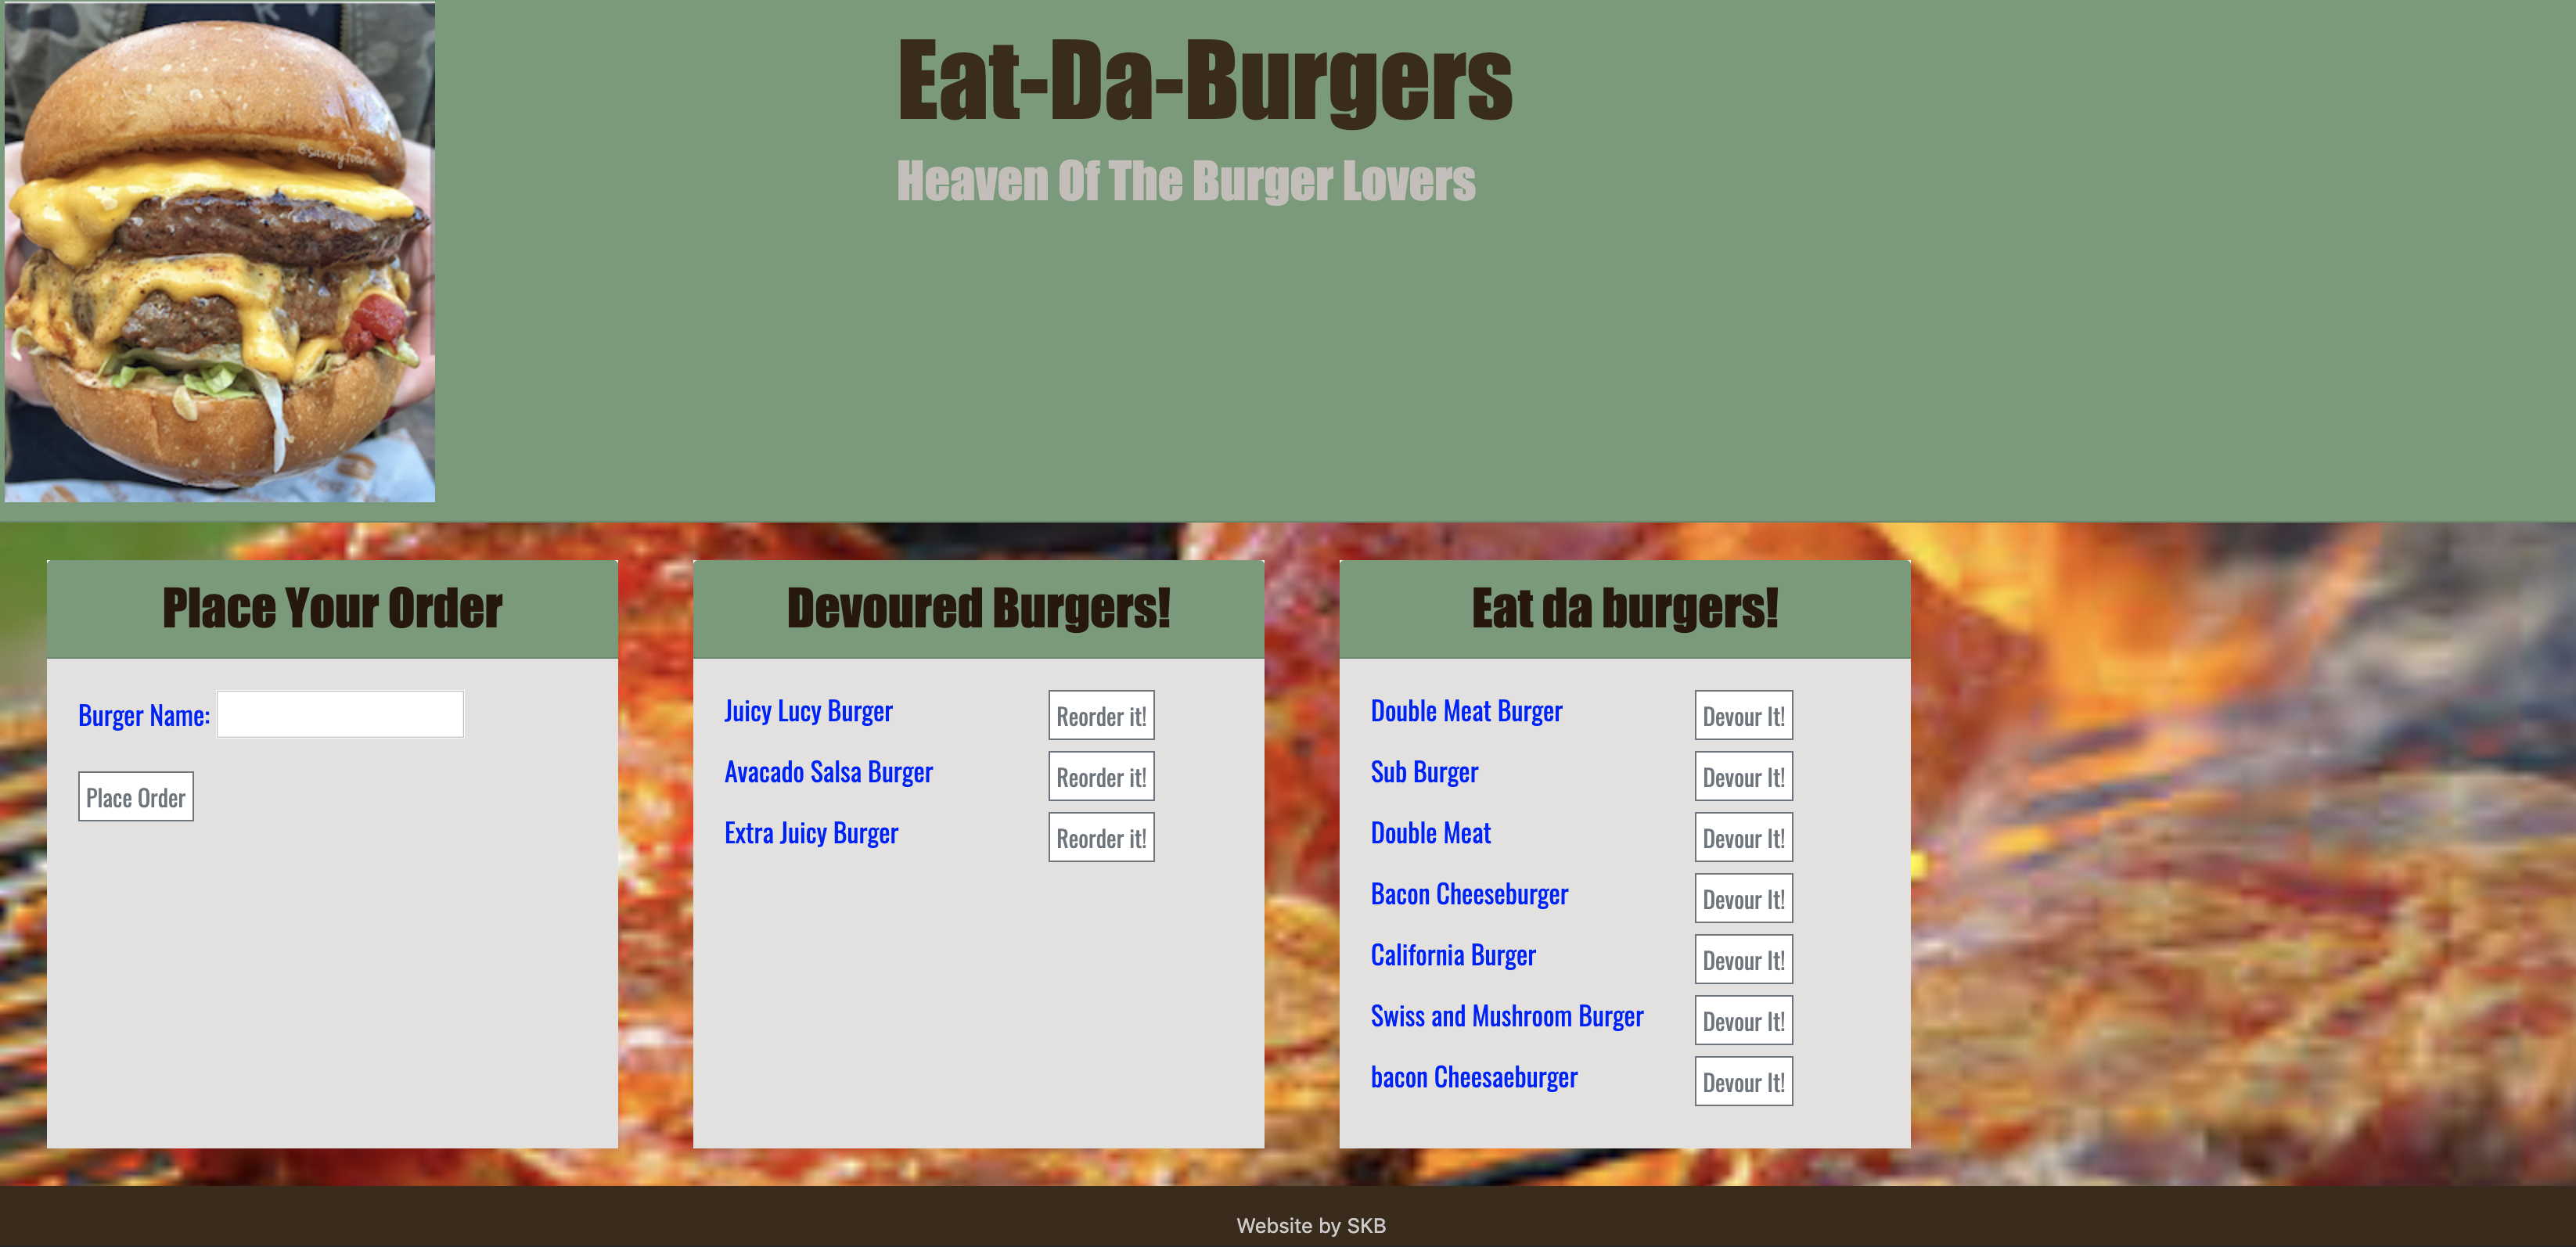 Eat-Da-Burgers
Heaven Of The Burger Lovers
@savoryfoodie
Place Your Order
Burger Name:
Place Order
Devoured Burgers!
Juicy Lucy Burger Reorder it!
Avacado Salsa Burger Reorder it!
Extra Juicy Burger Reorder it!
Eat da burgers!
Double Meat Burger Devour It!
Sub Burger Devour It!
Double Meat Devour It!
Bacon Cheeseburger Devour It!
California Burger Devour It!
Swiss and Mushroom Burger Devour It!
bacon Cheesaeburger Devour It!
Website by SKB